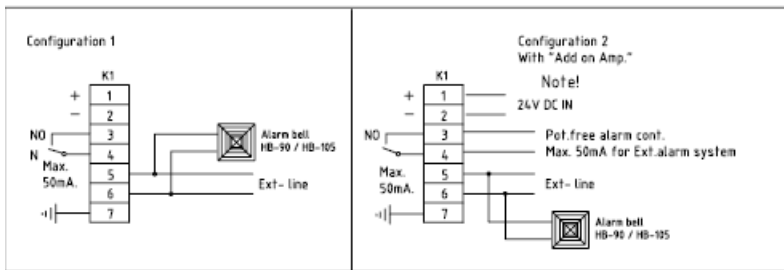 Configuration 1
K1
+ 1
− 2
NO 3
N 4
Max.
50mA.
5
6
7
Alarm bell
HB-90 / HB-105
Ext- line
Configuration 2
With "Add on Amp."
Note!
K1
+ 1
− 2
24V DC IN
NO 3 Pot.free alarm cont.
4 Max. 50mA for Ext.alarm system
Max.
50mA.
5
6
Ext- line
7
Alarm bell
HB-90 / HB-105